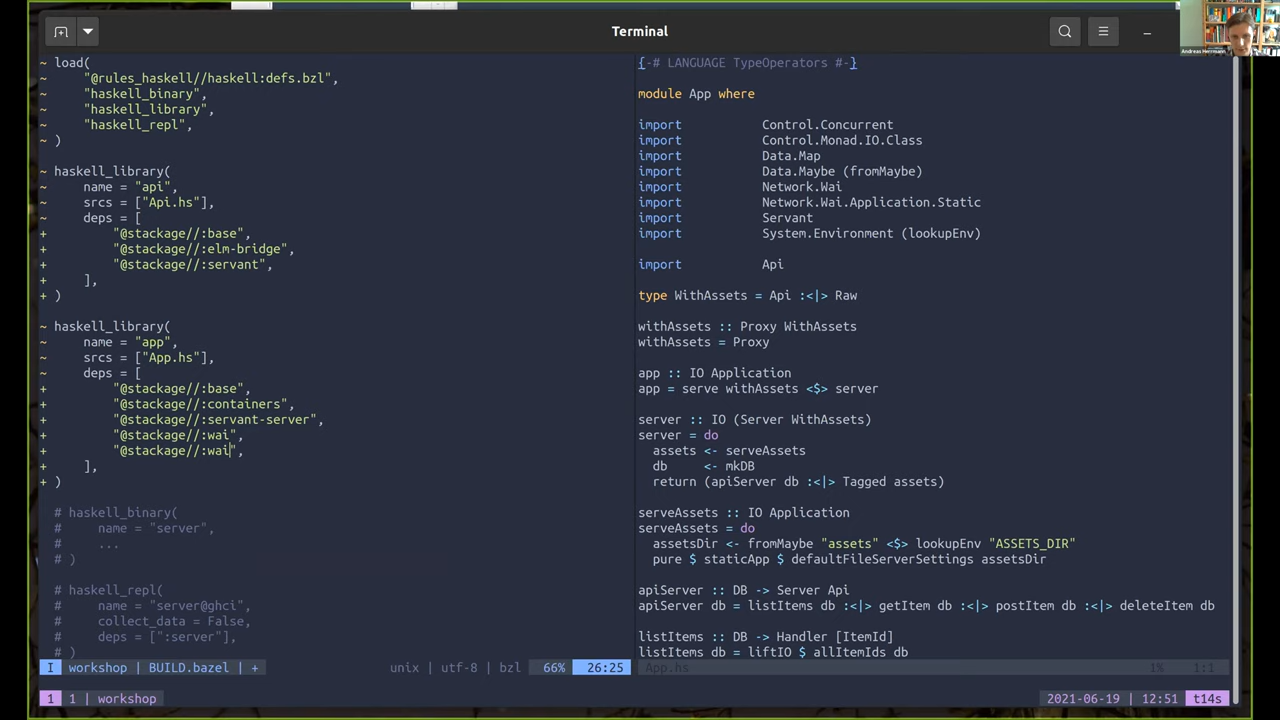 Terminal
Andreas Herrmann
~ load(
~ "@rules_haskell//haskell:defs.bzl",
~ "haskell_binary",
~ "haskell_library",
~ "haskell_repl",
~ )
~ haskell_library(
~ name = "api",
~ srcs = ["Api.hs"],
~ deps = [
+ "@stackage//:base",
+ "@stackage//:elm-bridge",
+ "@stackage//:servant",
+ ],
+ )
~ haskell_library(
~ name = "app",
~ srcs = ["App.hs"],
~ deps = [
+ "@stackage//:base",
+ "@stackage//:containers",
+ "@stackage//:servant-server",
+ "@stackage//:wai",
+ "@stackage//:wai",
+ ],
+ )
# haskell_binary(
# name = "server",
# ...
# )
# haskell_repl(
# name = "server@ghci",
# collect_data = False,
# deps = [":server"],
# )
I workshop | BUILD.bazel | + unix | utf-8 | bzl 66% 26:25
{-# LANGUAGE TypeOperators #-}
module App where
import Control.Concurrent
import Control.Monad.IO.Class
import Data.Map
import Data.Maybe (fromMaybe)
import Network.Wai
import Network.Wai.Application.Static
import Servant
import System.Environment (lookupEnv)
import Api
type WithAssets = Api :<|> Raw
withAssets :: Proxy WithAssets
withAssets = Proxy
app :: IO Application
app = serve withAssets <$> server
server :: IO (Server WithAssets)
server = do
assets <- serveAssets
db <- mkDB
return (apiServer db :<|> Tagged assets)
serveAssets :: IO Application
serveAssets = do
assetsDir <- fromMaybe "assets" <$> lookupEnv "ASSETS_DIR"
pure $ staticApp $ defaultFileServerSettings assetsDir
apiServer :: DB -> Server Api
apiServer db = listItems db :<|> getItem db :<|> postItem db :<|> deleteItem db
listItems :: DB -> Handler [ItemId]
listItems db = liftIO $ allItemIds db
App.hs 1% 1:1
1 1 | workshop 2021-06-19 | 12:51 t14s